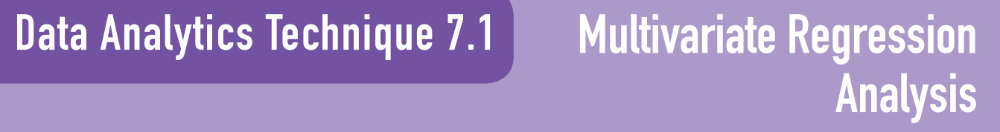 Data Analytics Technique 7.1
Multivariate Regression
Analysis